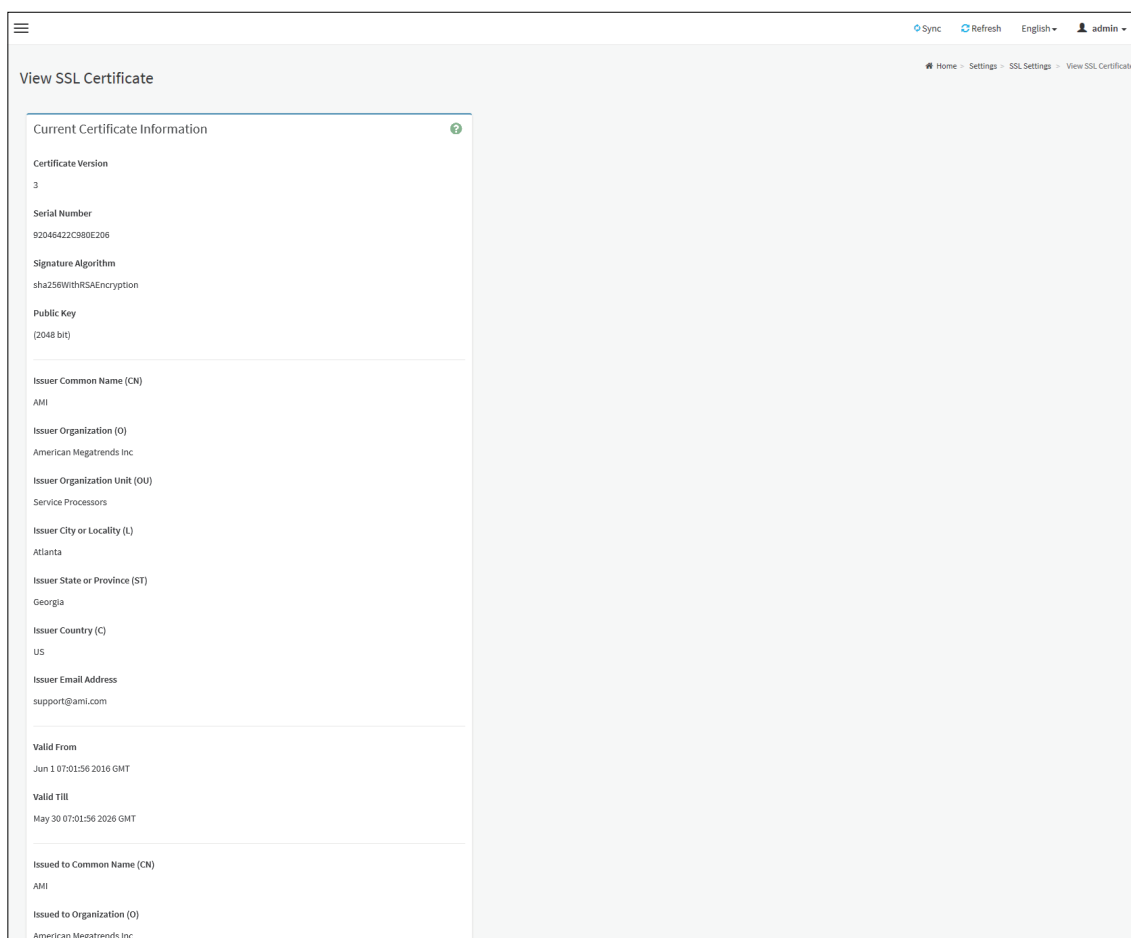 Sync Refresh English admin
View SSL Certificate
Home > Settings > SSL Settings > View SSL Certificate
Current Certificate Information ?
Certificate Version
3
Serial Number
92046422C980E206
Signature Algorithm
sha256WithRSAEncryption
Public Key
(2048 bit)
Issuer Common Name (CN)
AMI
Issuer Organization (O)
American Megatrends Inc
Issuer Organization Unit (OU)
Service Processors
Issuer City or Locality (L)
Atlanta
Issuer State or Province (ST)
Georgia
Issuer Country (C)
US
Issuer Email Address
support@ami.com
Valid From
Jun 1 07:01:56 2016 GMT
Valid Till
May 30 07:01:56 2026 GMT
Issued to Common Name (CN)
AMI
Issued to Organization (O)
American Megatrends Inc